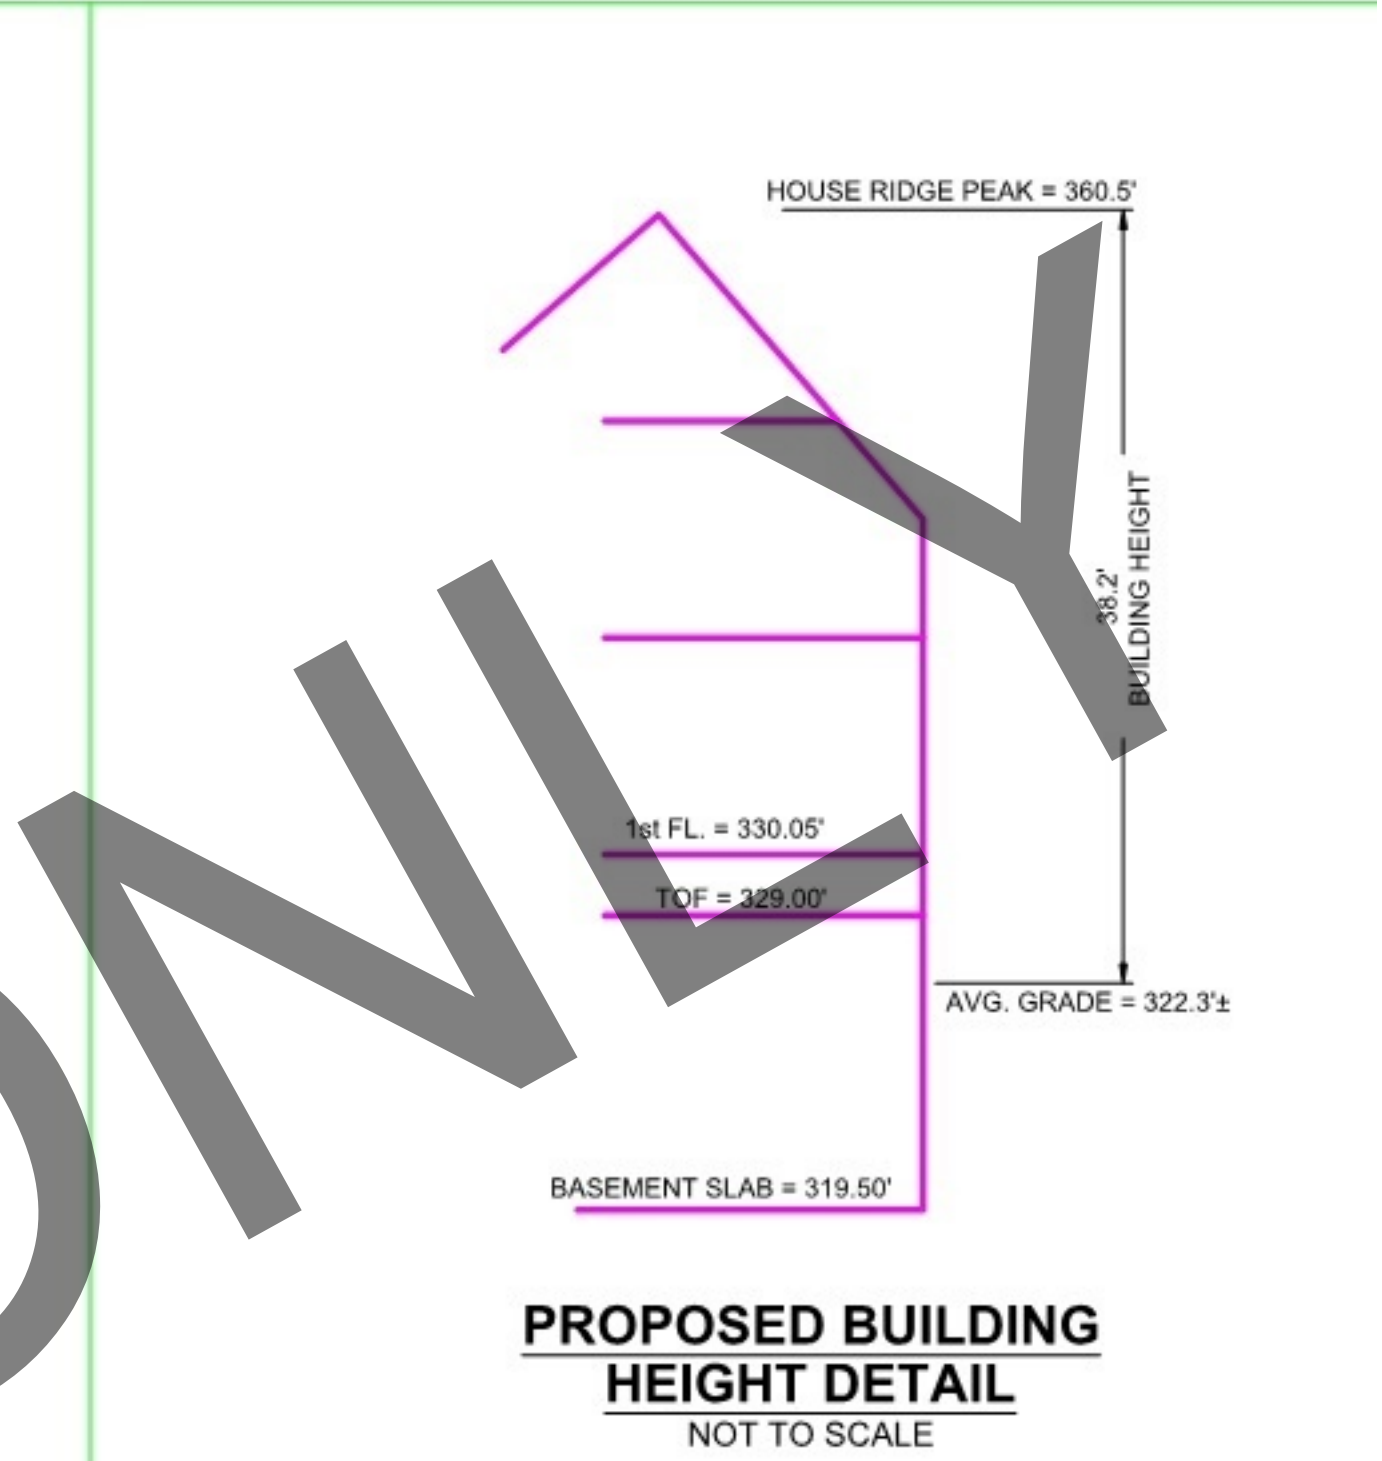 HOUSE RIDGE PEAK = 360.5'
38.2'
BUILDING HEIGHT
1st FL. = 330.05'
TOF = 329.00'
AVG. GRADE = 322.3'±
BASEMENT SLAB = 319.50'
PROPOSED BUILDING
HEIGHT DETAIL
NOT TO SCALE
ONLY